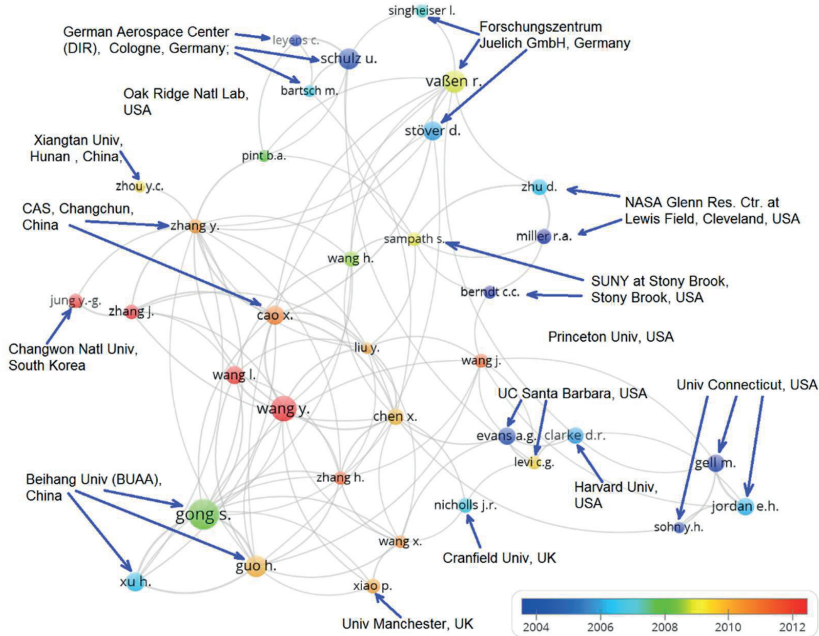 singheiser l.
German Aerospace Center
(DIR), Cologne, Germany;
leyens c.
schulz u.
bartsch m.
Forschungszentrum
Juelich GmbH, Germany
vaßen r.
Oak Ridge Natl Lab,
USA
stöver d.
Xiangtan Univ,
Hunan , China,
pint b.a.
zhou y.c.
zhu d.
NASA Glenn Res. Ctr. at
Lewis Field, Cleveland, USA
CAS, Changchun,
China
zhang y.
sampath s.
miller r.a.
wang h.
SUNY at Stony Brook,
Stony Brook, USA
berndt c.c.
jung y.-g.
zhang j.
cao x.
Changwon Natl Univ,
South Korea
liu y.
Princeton Univ, USA
wang j.
wang l.
UC Santa Barbara, USA
Univ Connecticut, USA
wang y.
chen x.
evans a.g.
clarke d.r.
levi c.g.
gell m.
Beihang Univ (BUAA),
China
zhang h.
Harvard Univ,
USA
nicholls j.r.
jordan e.h.
gong s.
sohn y.h.
wang x.
Cranfield Univ, UK
guo h.
xu h.
xiao p.
Univ Manchester, UK
2004 2006 2008 2010 2012